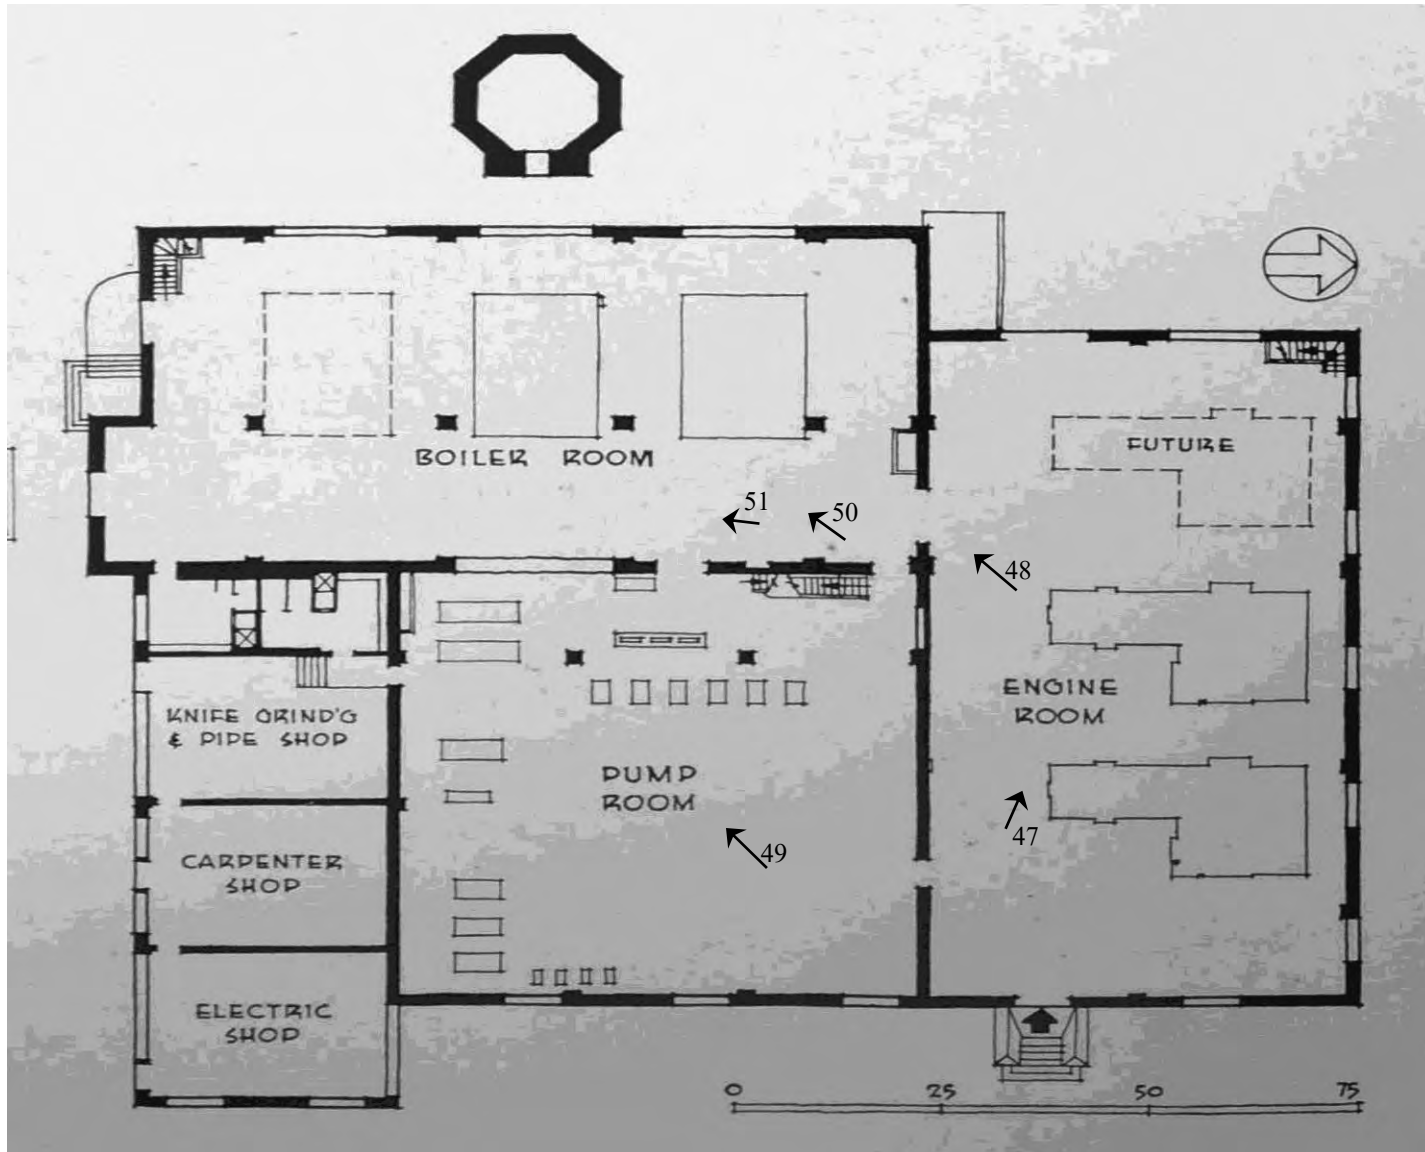 BOILER ROOM
FUTURE
51
50
48
ENGINE
ROOM
KNIFE GRIND'G
& PIPE SHOP
PUMP
ROOM
47
49
CARPENTER
SHOP
ELECTRIC
SHOP
0 25 50 75